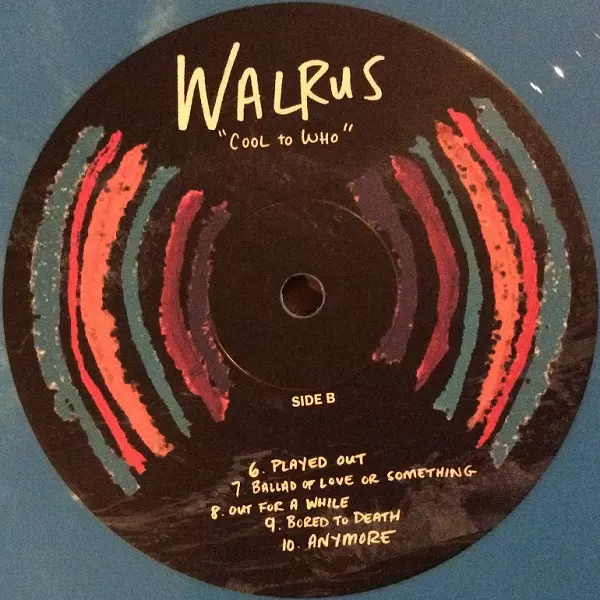 WALRUS
"COOL TO WHO"
SIDE B
6. PLAYED OUT
7. BALLAD OF LOVE OR SOMETHING
8. OUT FOR A WHILE
9. BORED TO DEATH
10. ANYMORE